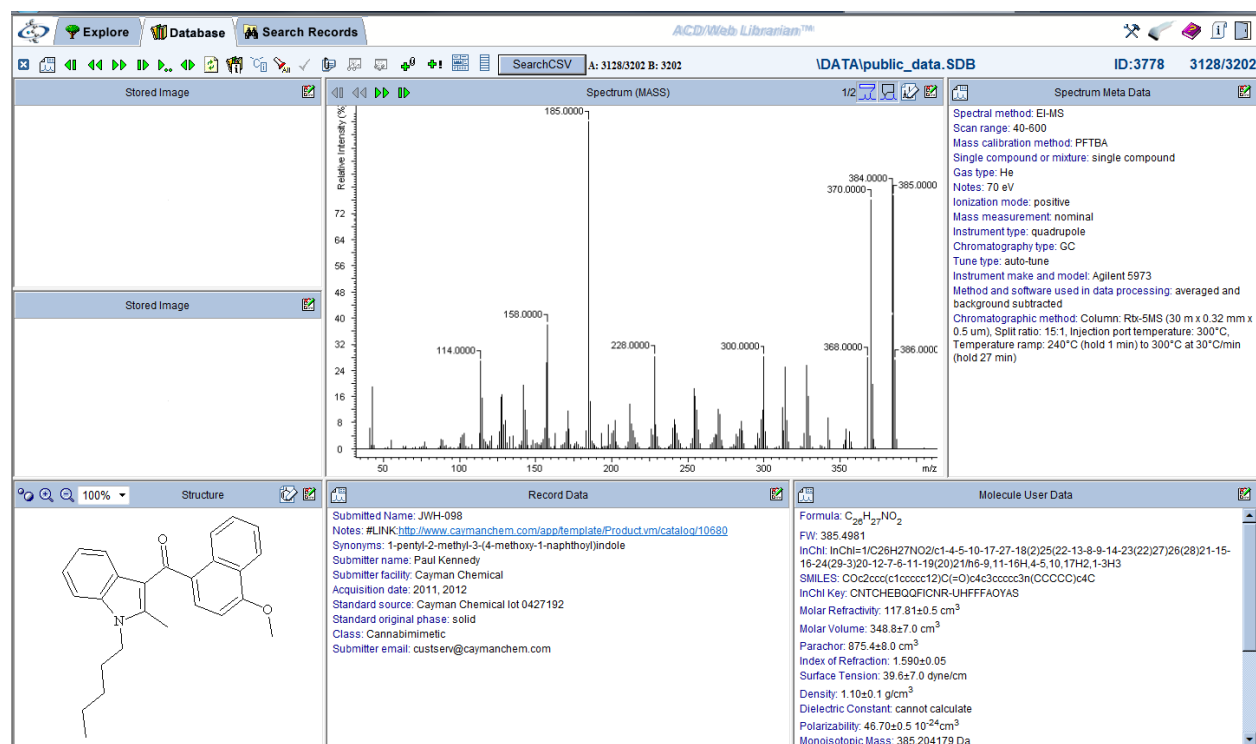 Explore
Database
Search Records
ACD/Web Librarian™
SearchCSV
A: 3128/3202 B: 3202
\DATA\public_data.SDB
ID:3778
3128/3202
Stored Image
Stored Image
Spectrum (MASS)
1/2
Relative Intensity (%)
185.0000
384.0000
385.0000
370.0000
158.0000
114.0000
228.0000
300.0000
368.0000
386.000
72
64
56
48
40
32
24
16
8
0
50
100
150
200
250
300
350
m/z
Spectrum Meta Data
Spectral method: EI-MS
Scan range: 40-600
Mass calibration method: PFTBA
Single compound or mixture: single compound
Gas type: He
Notes: 70 eV
Ionization mode: positive
Mass measurement: nominal
Instrument type: quadrupole
Chromatography type: GC
Tune type: auto-tune
Instrument make and model: Agilent 5973
Method and software used in data processing: averaged and
background subtracted
Chromatographic method: Column: Rtx-5MS (30 m x 0.32 mm x
0.5 um), Split ratio: 15:1, Injection port temperature: 300°C,
Temperature ramp: 240°C (hold 1 min) to 300°C at 30°C/min
(hold 27 min)
100%
Structure
O
O
N
Record Data
Submitted Name: JWH-098
Notes: #LINK:http://www.caymanchem.com/app/template/Product.vm/catalog/10680
Synonyms: 1-pentyl-2-methyl-3-(4-methoxy-1-naphthoyl)indole
Submitter name: Paul Kennedy
Submitter facility: Cayman Chemical
Acquisition date: 2011, 2012
Standard source: Cayman Chemical lot 0427192
Standard original phase: solid
Class: Cannabimimetic
Submitter email: custserv@caymanchem.com
Molecule User Data
Formula: C26H27NO2
FW: 385.4981
InChI: InChI=1/C26H27NO2/c1-4-5-10-17-27-18(2)25(22-13-8-9-14-23(22)27)26(28)21-15-
16-24(29-3)20-12-7-6-11-19(20)21/h6-9,11-16H,4-5,10,17H2,1-3H3
SMILES: COc2ccc(c1ccccc12)C(=O)c4c3ccccc3n(CCCCC)c4C
InChI Key: CNTCHEBQQFICNR-UHFFFAOYAS
Molar Refractivity: 117.81±0.5 cm3
Molar Volume: 348.8±7.0 cm3
Parachor: 875.4±8.0 cm3
Index of Refraction: 1.590±0.05
Surface Tension: 39.6±7.0 dyne/cm
Density: 1.10±0.1 g/cm3
Dielectric Constant: cannot calculate
Polarizability: 46.70±0.5 10-24cm3
Monoisotopic Mass: 385.204179 Da